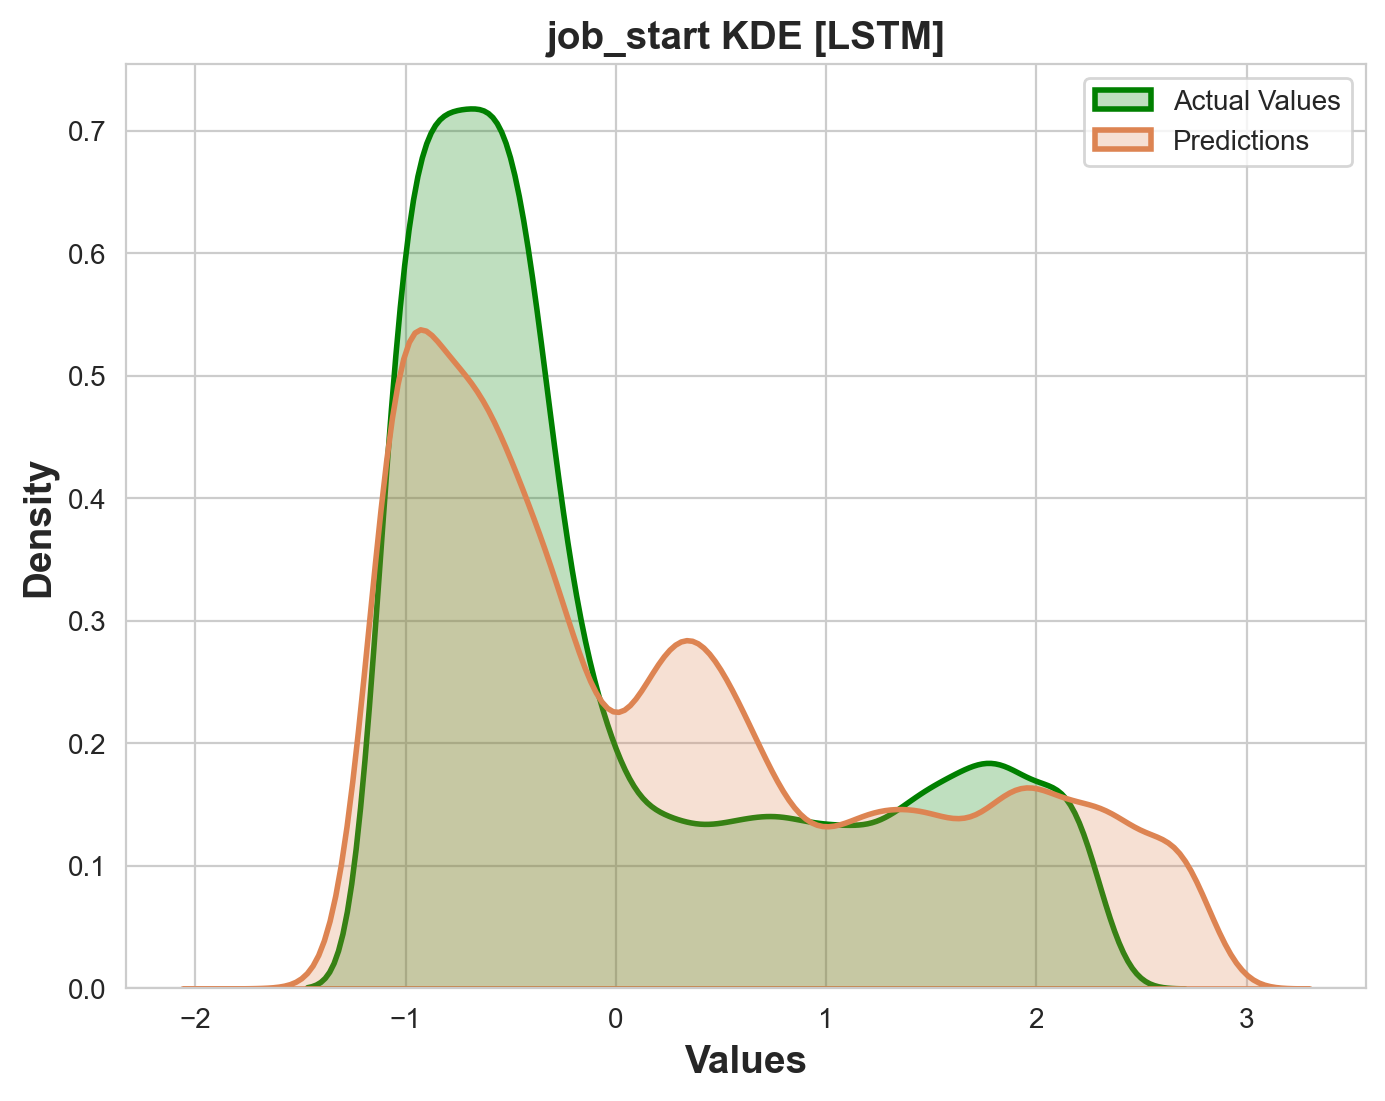 job_start KDE [LSTM]
Actual Values
Predictions
Density
0.7
0.6
0.5
0.4
0.3
0.2
0.1
0.0
−2 −1 0 1 2 3
Values